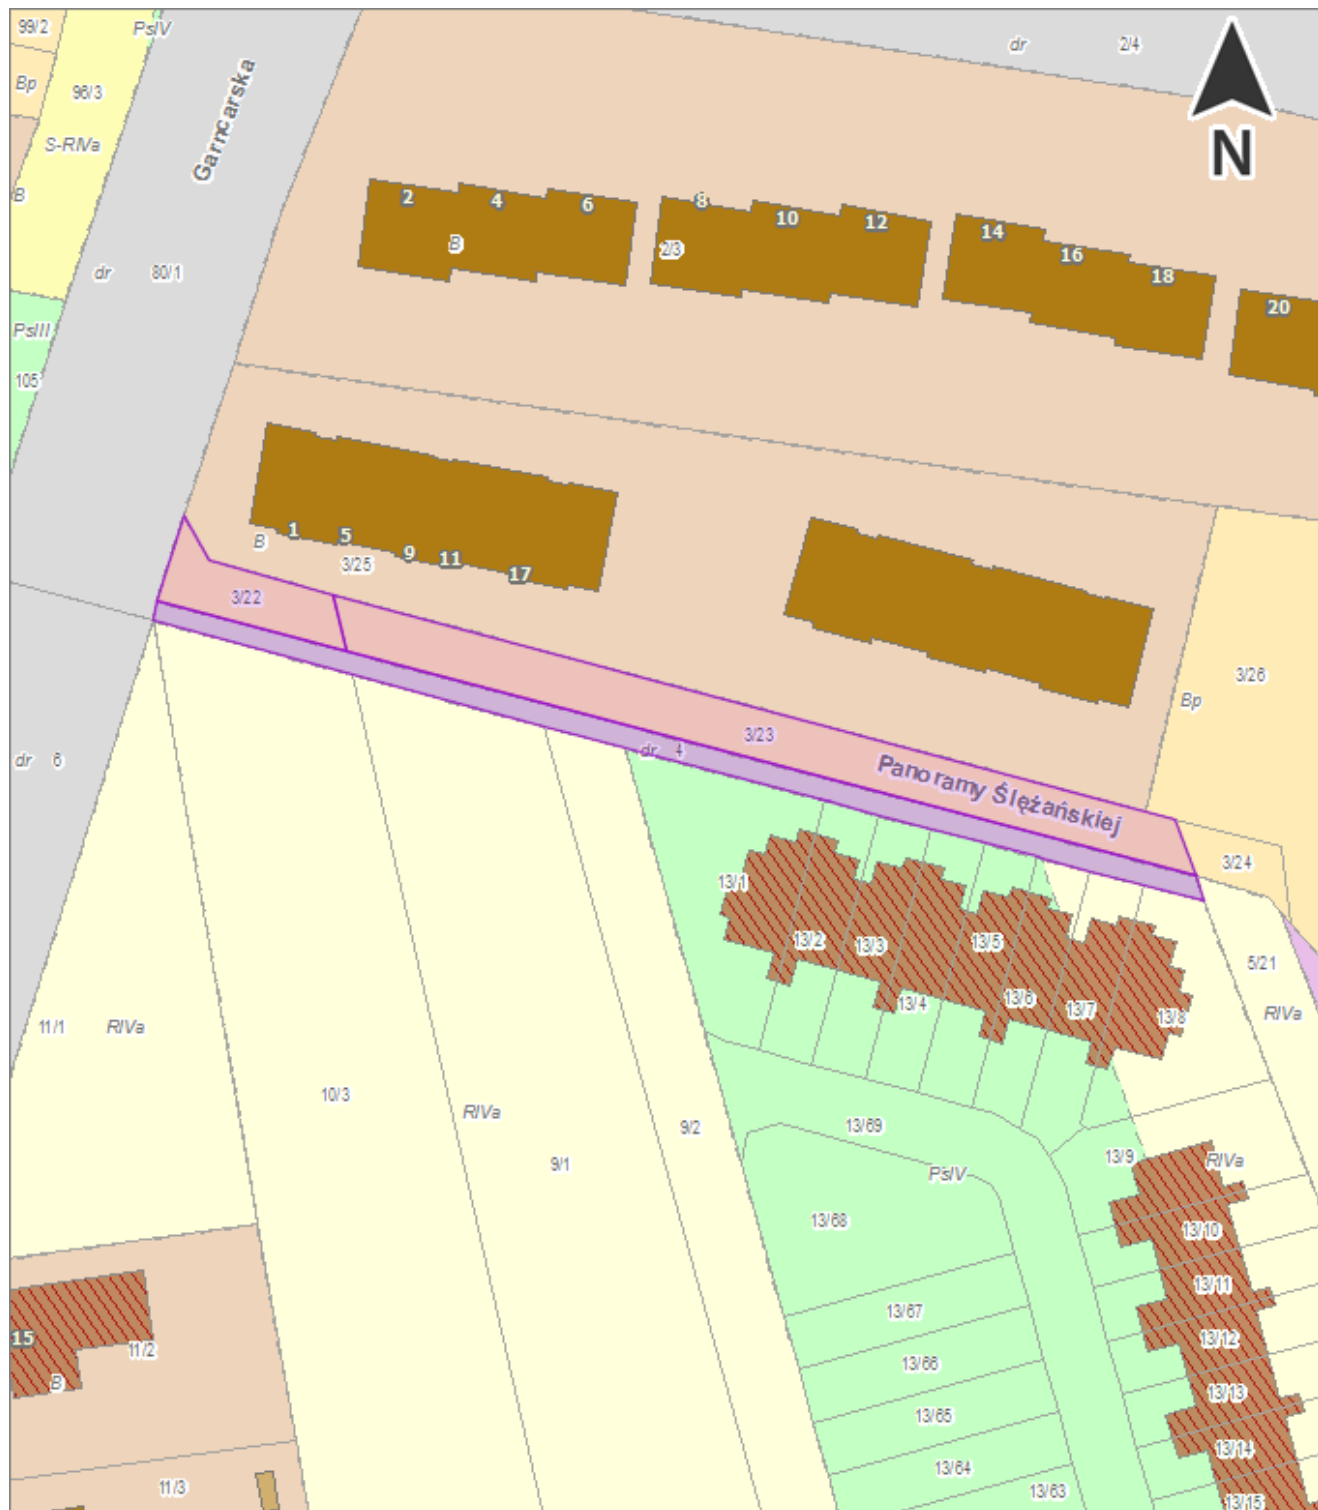 99/2
PsIV
dr
2/4
Bp
96/3
Garncarska
S-RIVa
N
B
2
4
6
8
10
12
14
16
18
20
B
2/3
dr
80/1
PsIII
105
1
5
9
11
17
B
3/25
3/22
3/26
Bp
3/23
dr
6
dr
4
Panoramy Ślężańskiej
3/24
13/1
13/2
13/3
13/5
5/21
13/4
13/6
13/7
13/8
RIVa
11/1
RIVa
10/3
RIVa
9/2
13/69
9/1
PsIV
13/9
RIVa
13/68
13/10
13/11
13/67
15
11/2
13/12
13/66
B
13/13
13/65
13/14
13/64
11/3
13/63
13/15